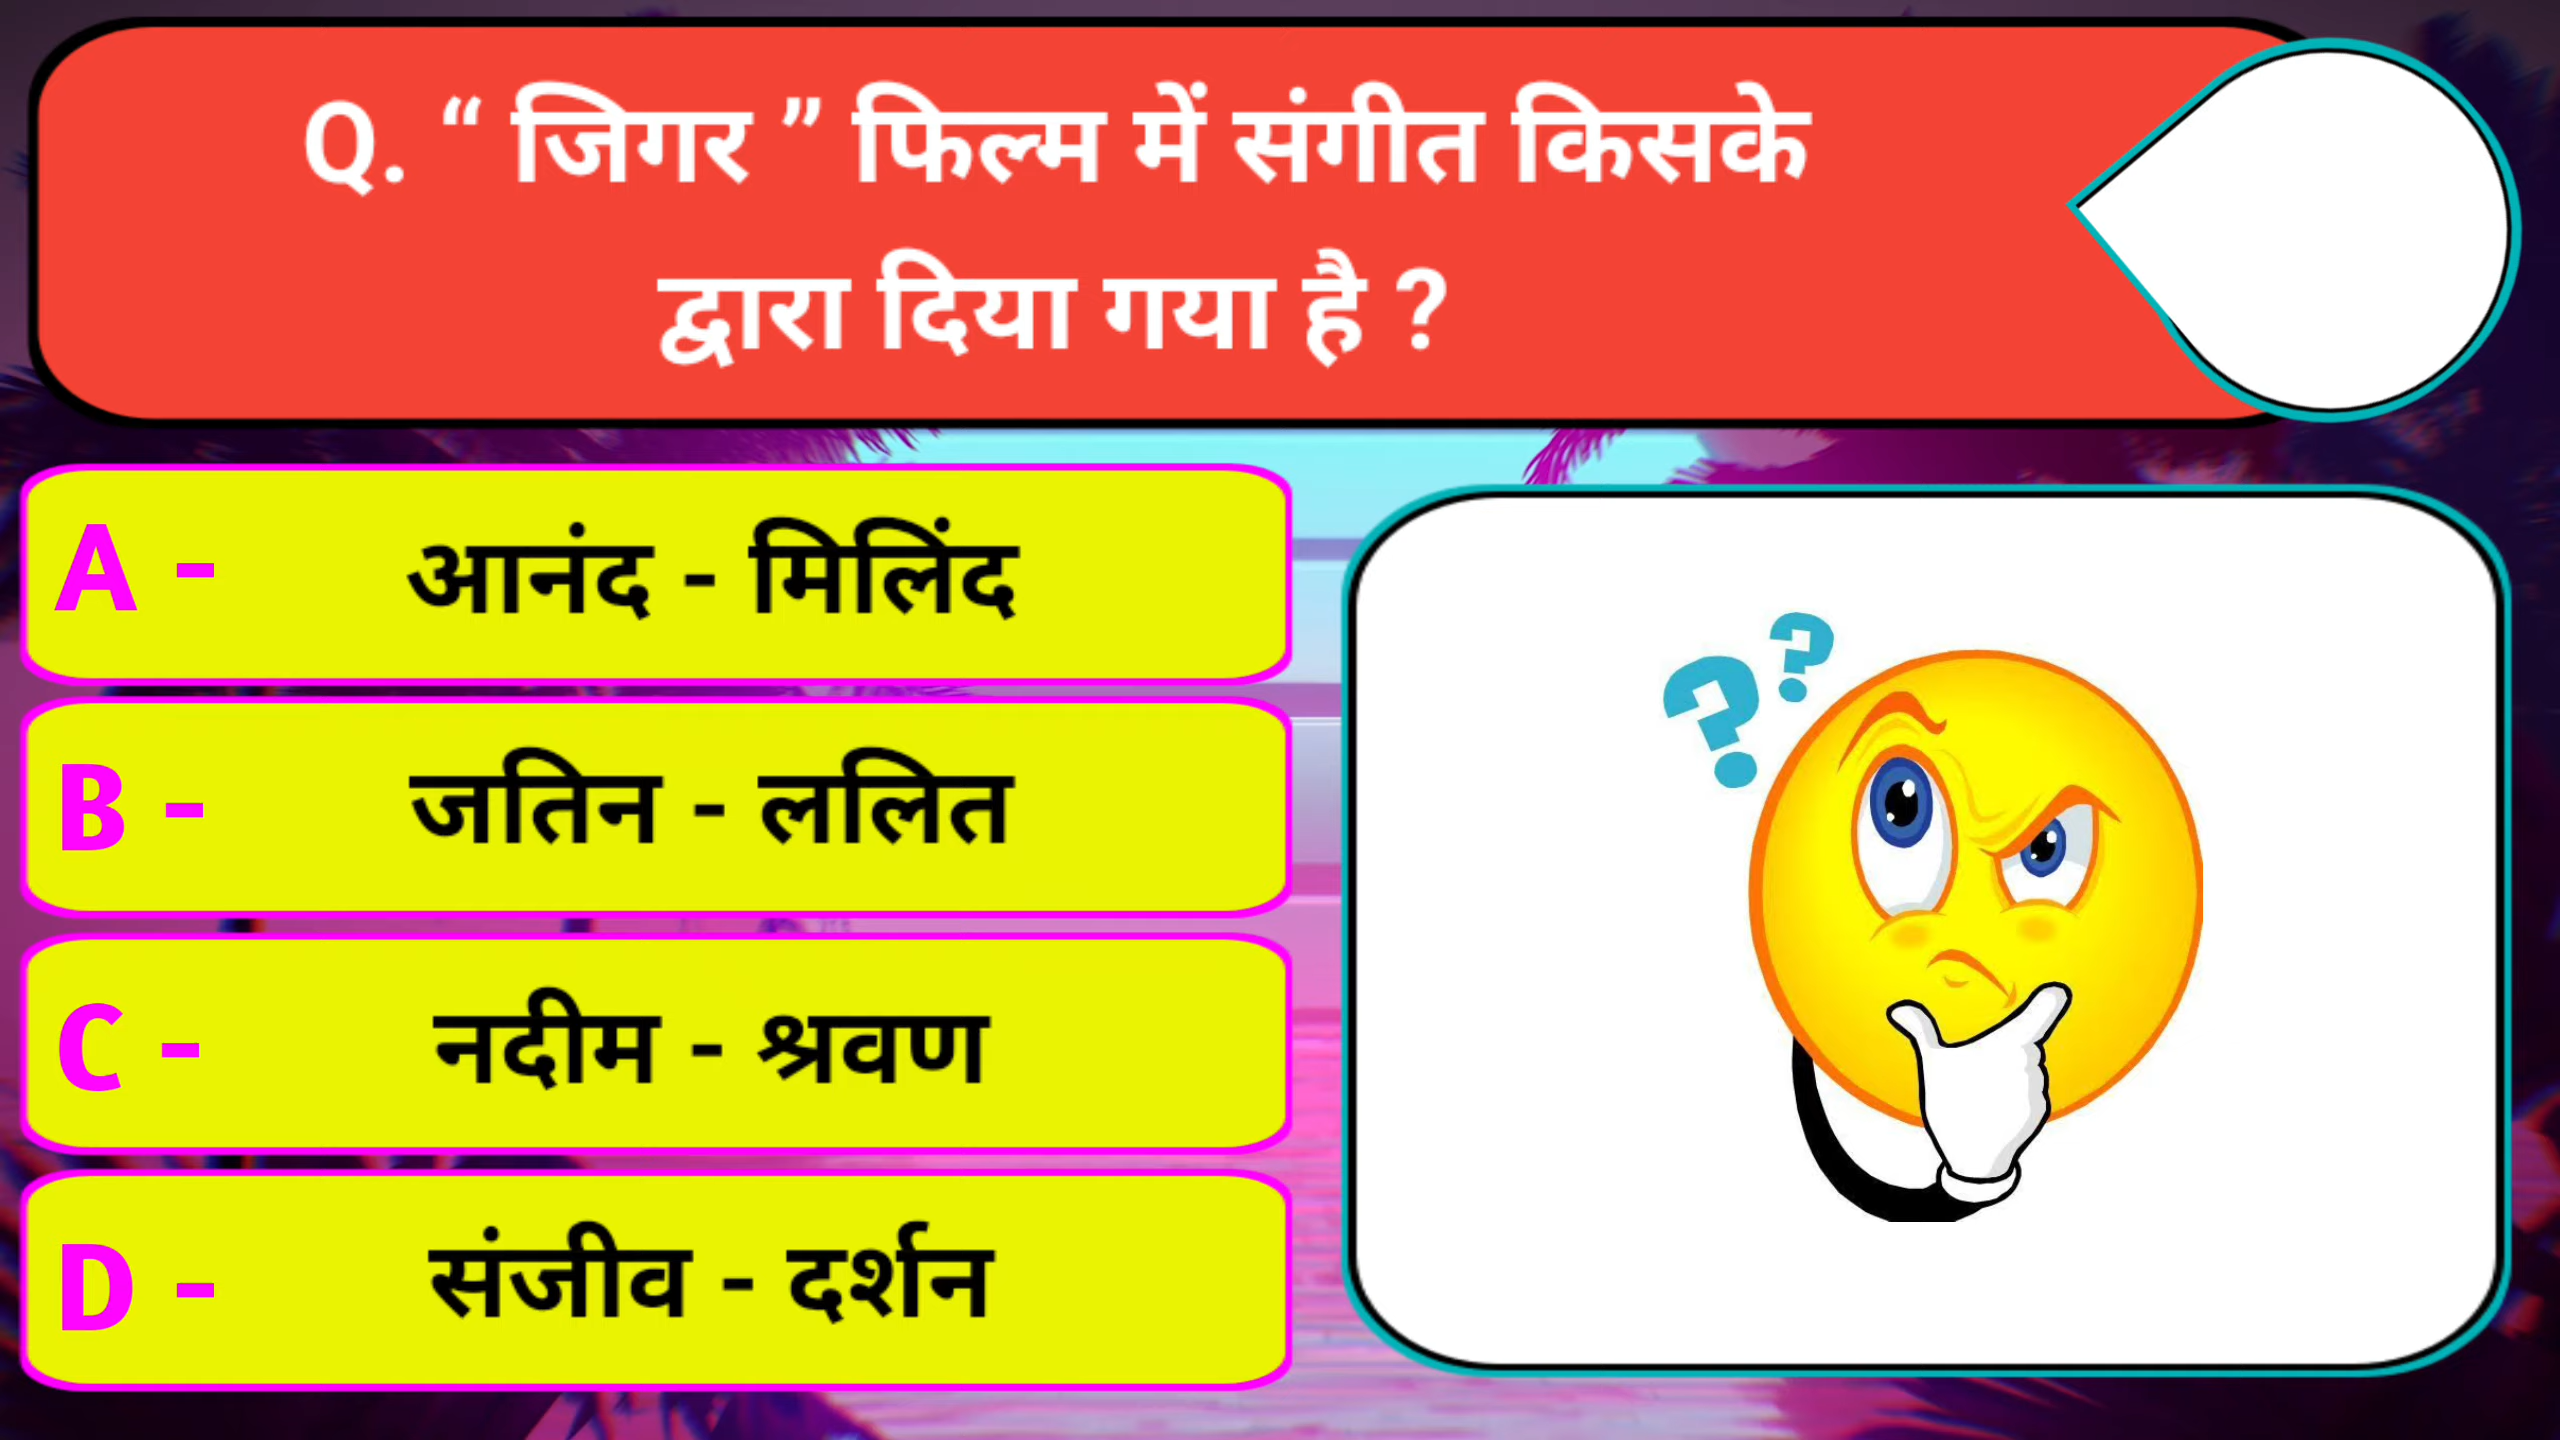 Q. “ जिगर ” फिल्म में संगीत किसके
द्वारा दिया गया है ?
A - आनंद - मिलिंद
B - जतिन - ललित
C - नदीम - श्रवण
D - संजीव - दर्शन